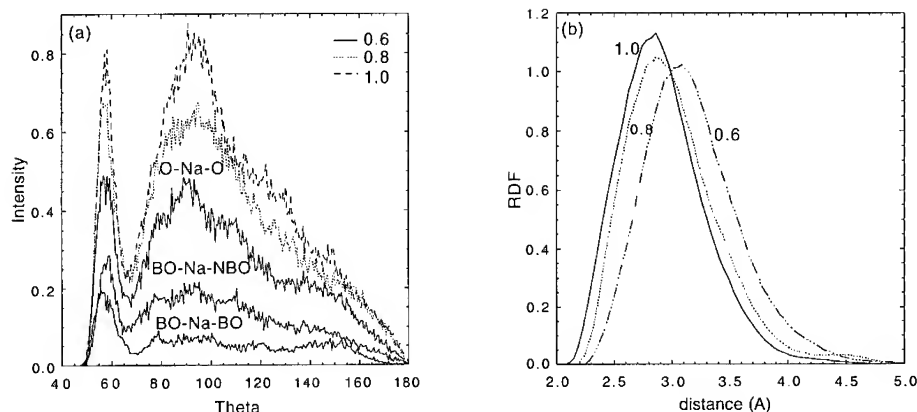 (a)
0.6
0.8
1.0
O-Na-O
BO-Na-NBO
BO-Na-BO
Intensity
0.8
0.6
0.4
0.2
0.0
40 60 80 100 120 140 160 180
Theta
(b)
1.0
0.8
0.6
RDF
1.2
1.0
0.8
0.6
0.4
0.2
0.0
2.0 2.5 3.0 3.5 4.0 4.5 5.0
distance (A)